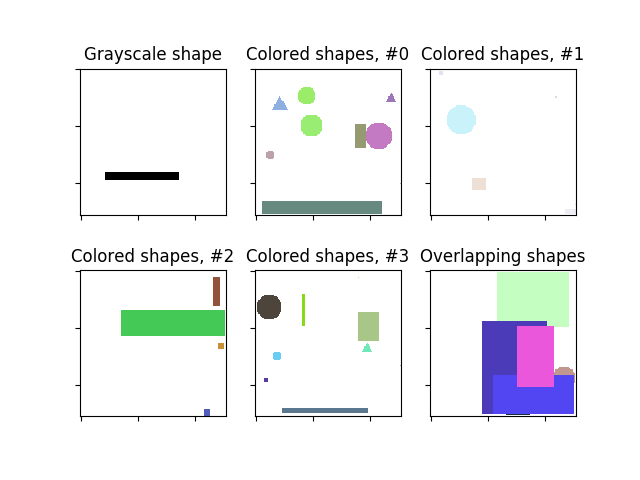 Grayscale shape
Colored shapes, #0
Colored shapes, #1
Colored shapes, #2
Colored shapes, #3
Overlapping shapes